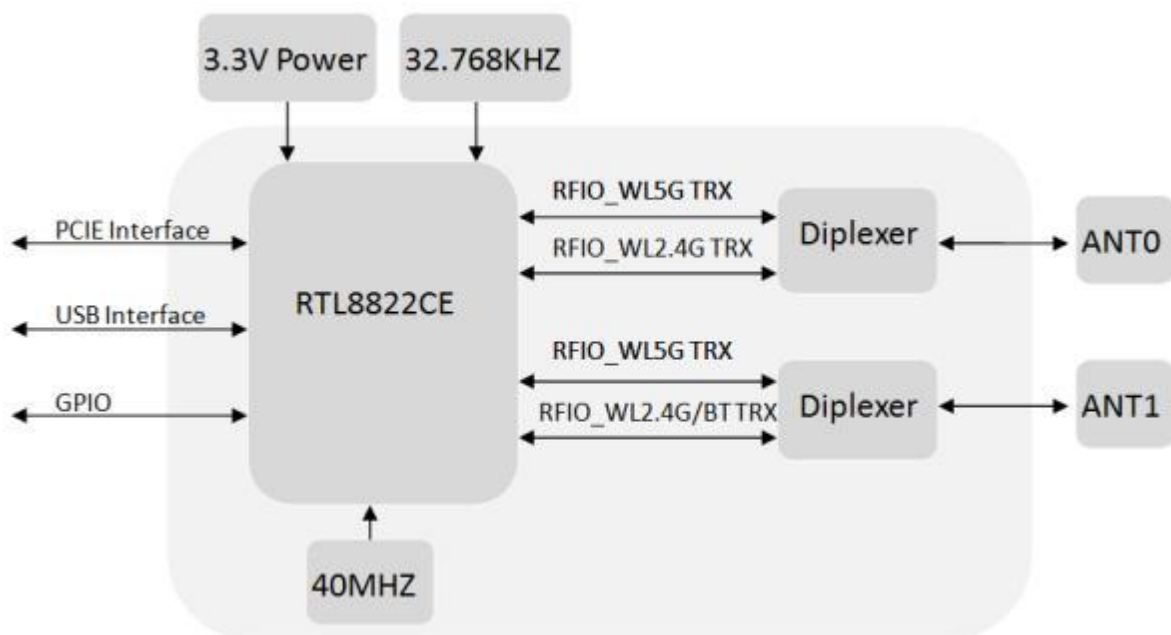 3.3V Power
32.768KHZ
RFIO_WL5G TRX
PCIE Interface
Diplexer
ANT0
RFIO_WL2.4G TRX
RTL8822CE
USB Interface
RFIO_WL5G TRX
GPIO
RFIO_WL2.4G/BT TRX
Diplexer
ANT1
40MHZ